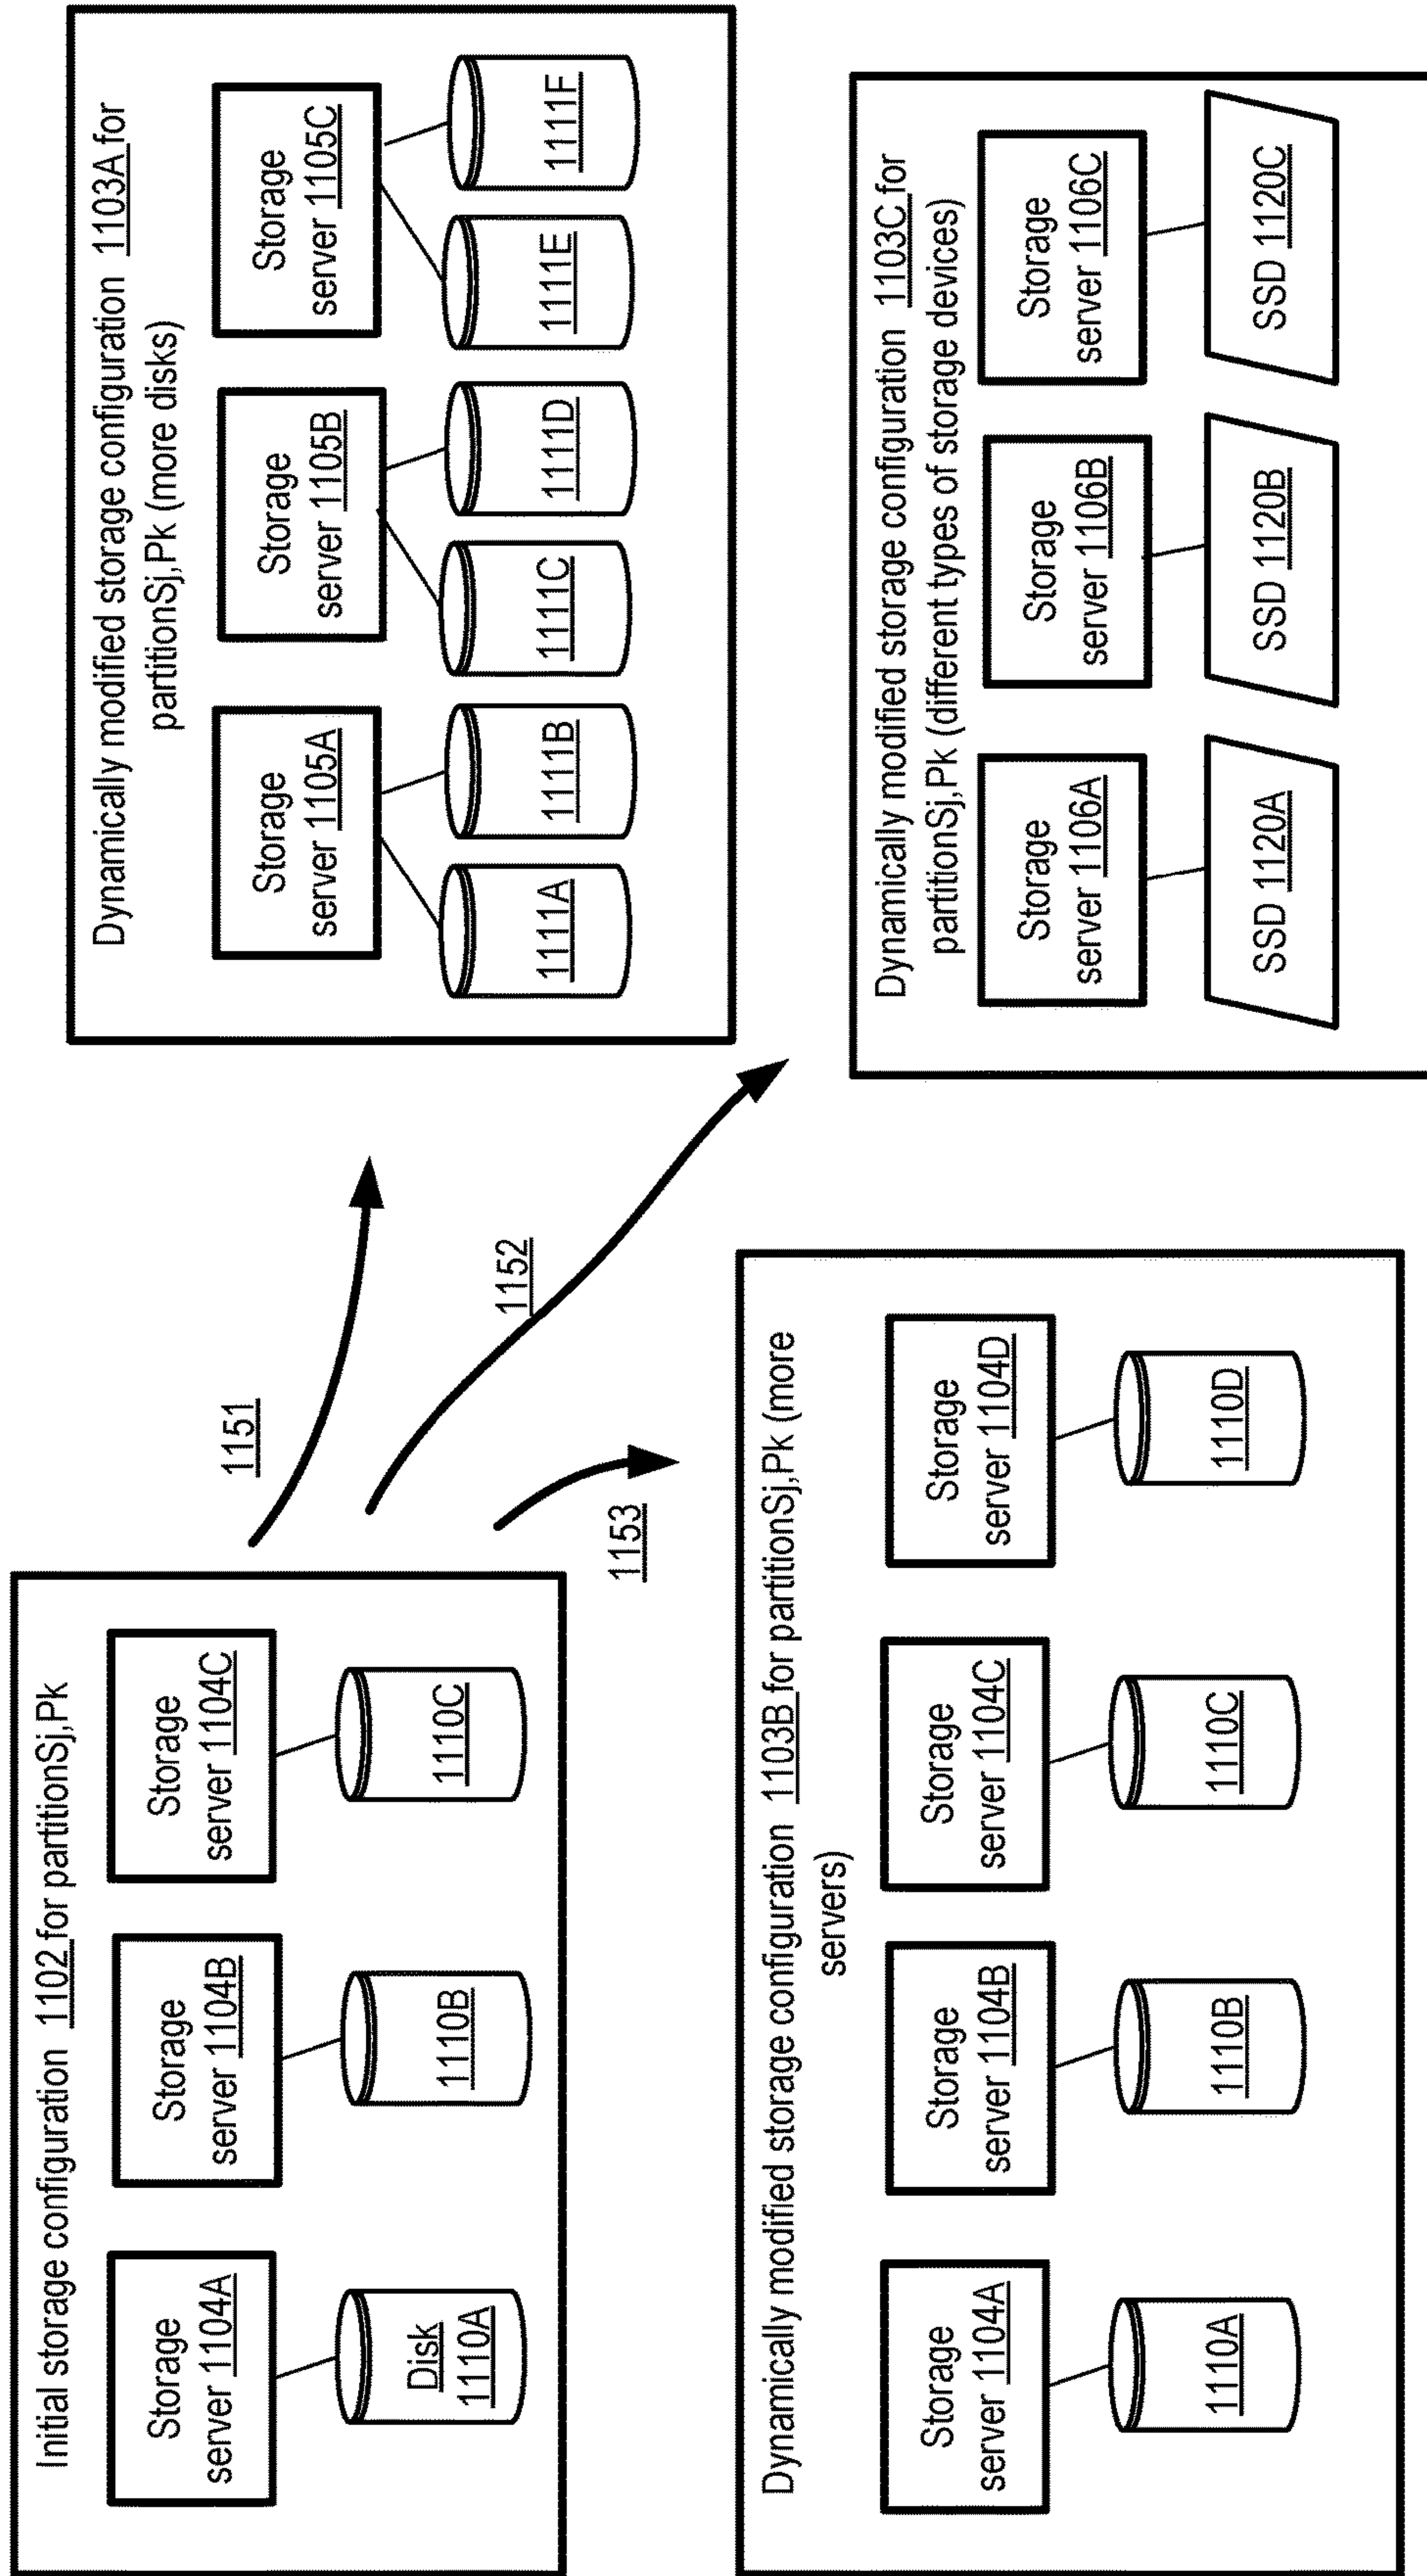 Initial storage configuration 1102 for partitionSj,Pk
Storage
server 1104A
Storage
server 1104B
Storage
server 1104C
Disk
1110A
1110B
1110C
1151
1152
1153
Dynamically modified storage configuration 1103A for
partitionSj,Pk (more disks)
Storage
server 1105A
Storage
server 1105B
Storage
server 1105C
1111A
1111B
1111C
1111D
1111E
1111F
Dynamically modified storage configuration 1103B for partitionSj,Pk (more
servers)
Storage
server 1104A
Storage
server 1104B
Storage
server 1104C
Storage
server 1104D
1110A
1110B
1110C
1110D
Dynamically modified storage configuration 1103C for
partitionSj,Pk (different types of storage devices)
Storage
server 1106A
Storage
server 1106B
Storage
server 1106C
SSD 1120A
SSD 1120B
SSD 1120C